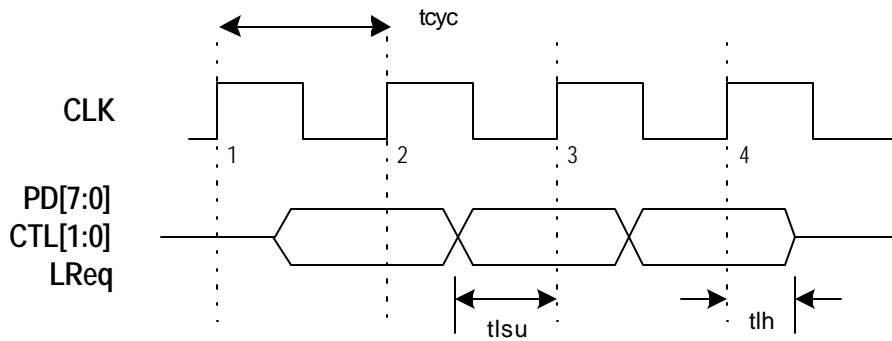 tcyc
CLK
1 2 3 4
PD[7:0]
CTL[1:0]
LReq
tlsu
tlh